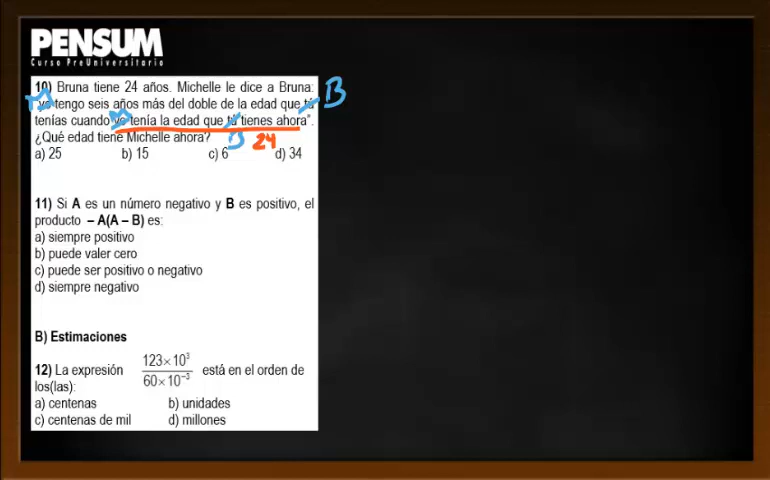 PENSUM
Curso PreUniversitario
10) Bruna tiene 24 años. Michelle le dice a Bruna:
"yo tengo seis años más del doble de la edad que tú
B
tenías cuando yo tenía la edad que tú tienes ahora".
¿Qué edad tiene Michelle ahora?
B 24
a) 25 b) 15 c) 6 d) 34
11) Si A es un número negativo y B es positivo, el
producto – A(A – B) es:
a) siempre positivo
b) puede valer cero
c) puede ser positivo o negativo
d) siempre negativo
B) Estimaciones
12) La expresión 123×10³ / 60×10⁻³ está en el orden de
los(las):
a) centenas b) unidades
c) centenas de mil d) millones